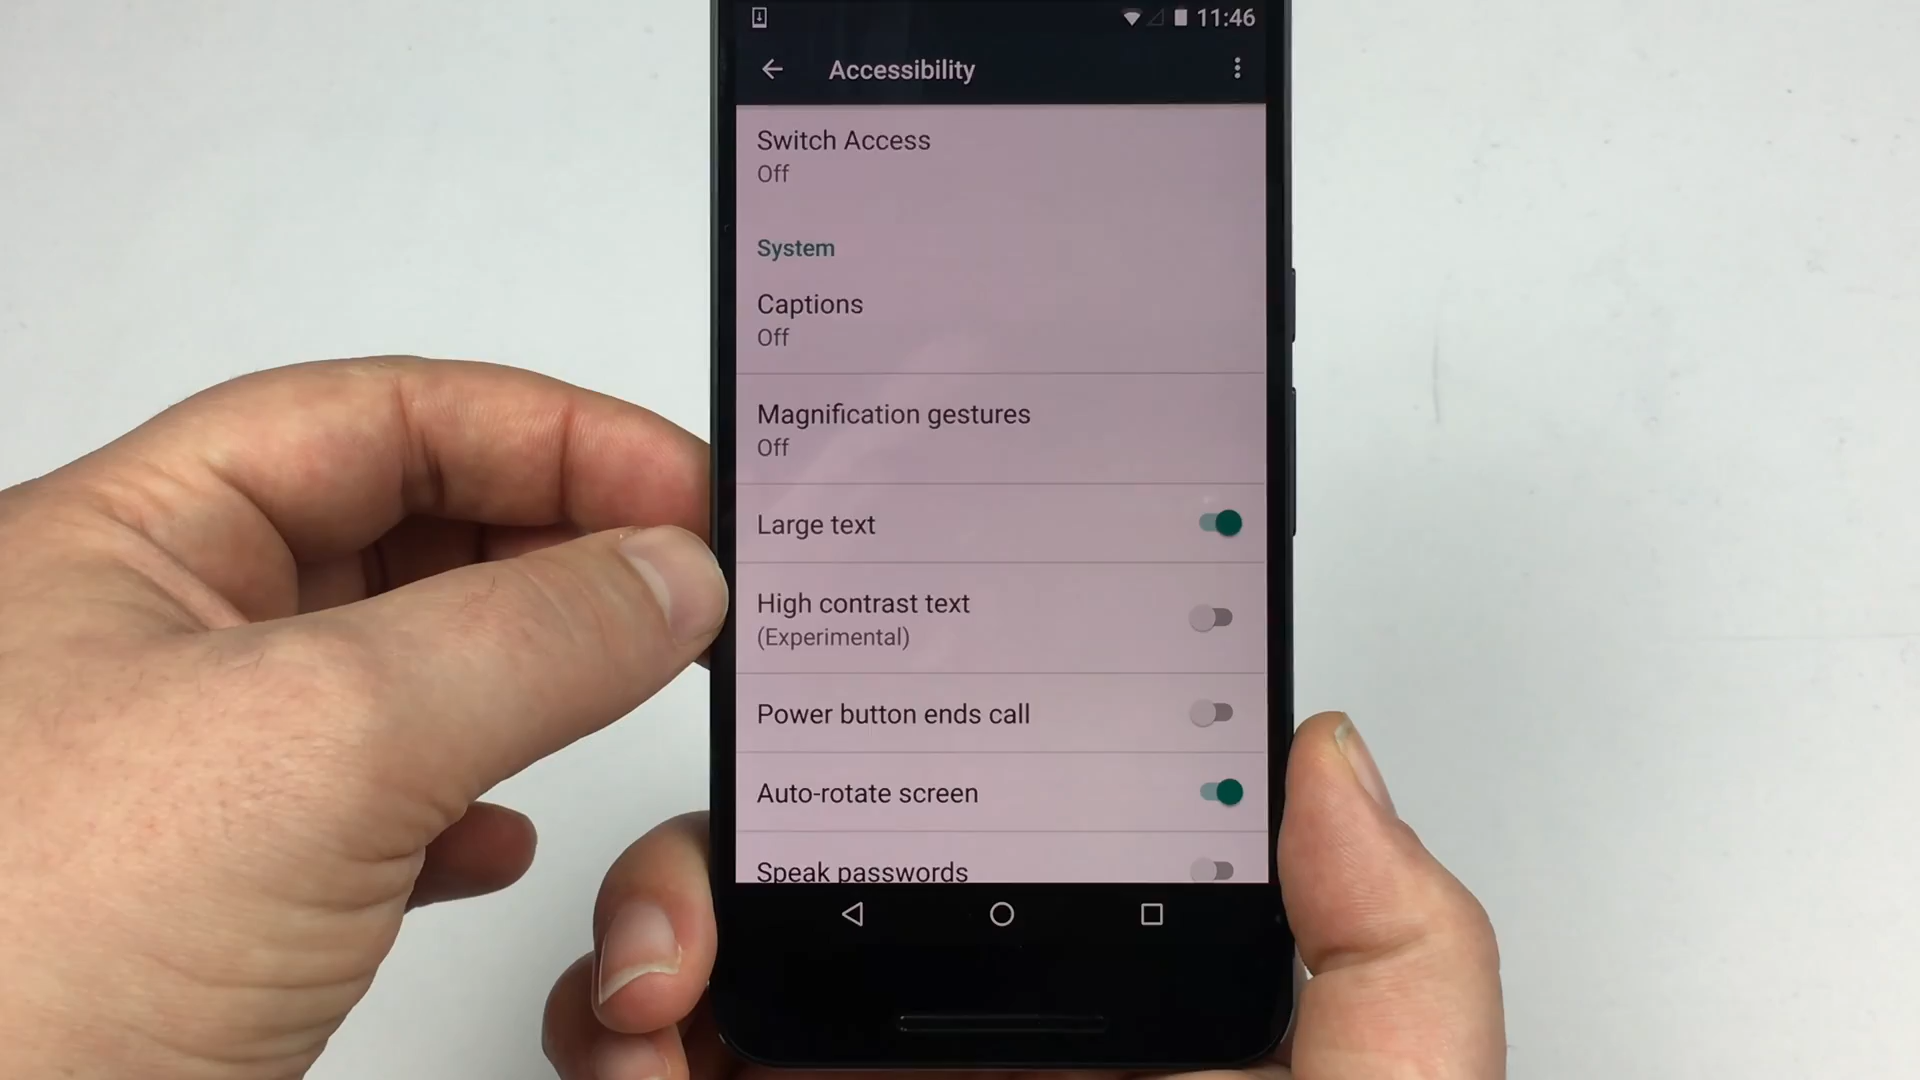 11:46
Accessibility
Switch Access
Off
System
Captions
Off
Magnification gestures
Off
Large text
High contrast text
(Experimental)
Power button ends call
Auto-rotate screen
Speak passwords